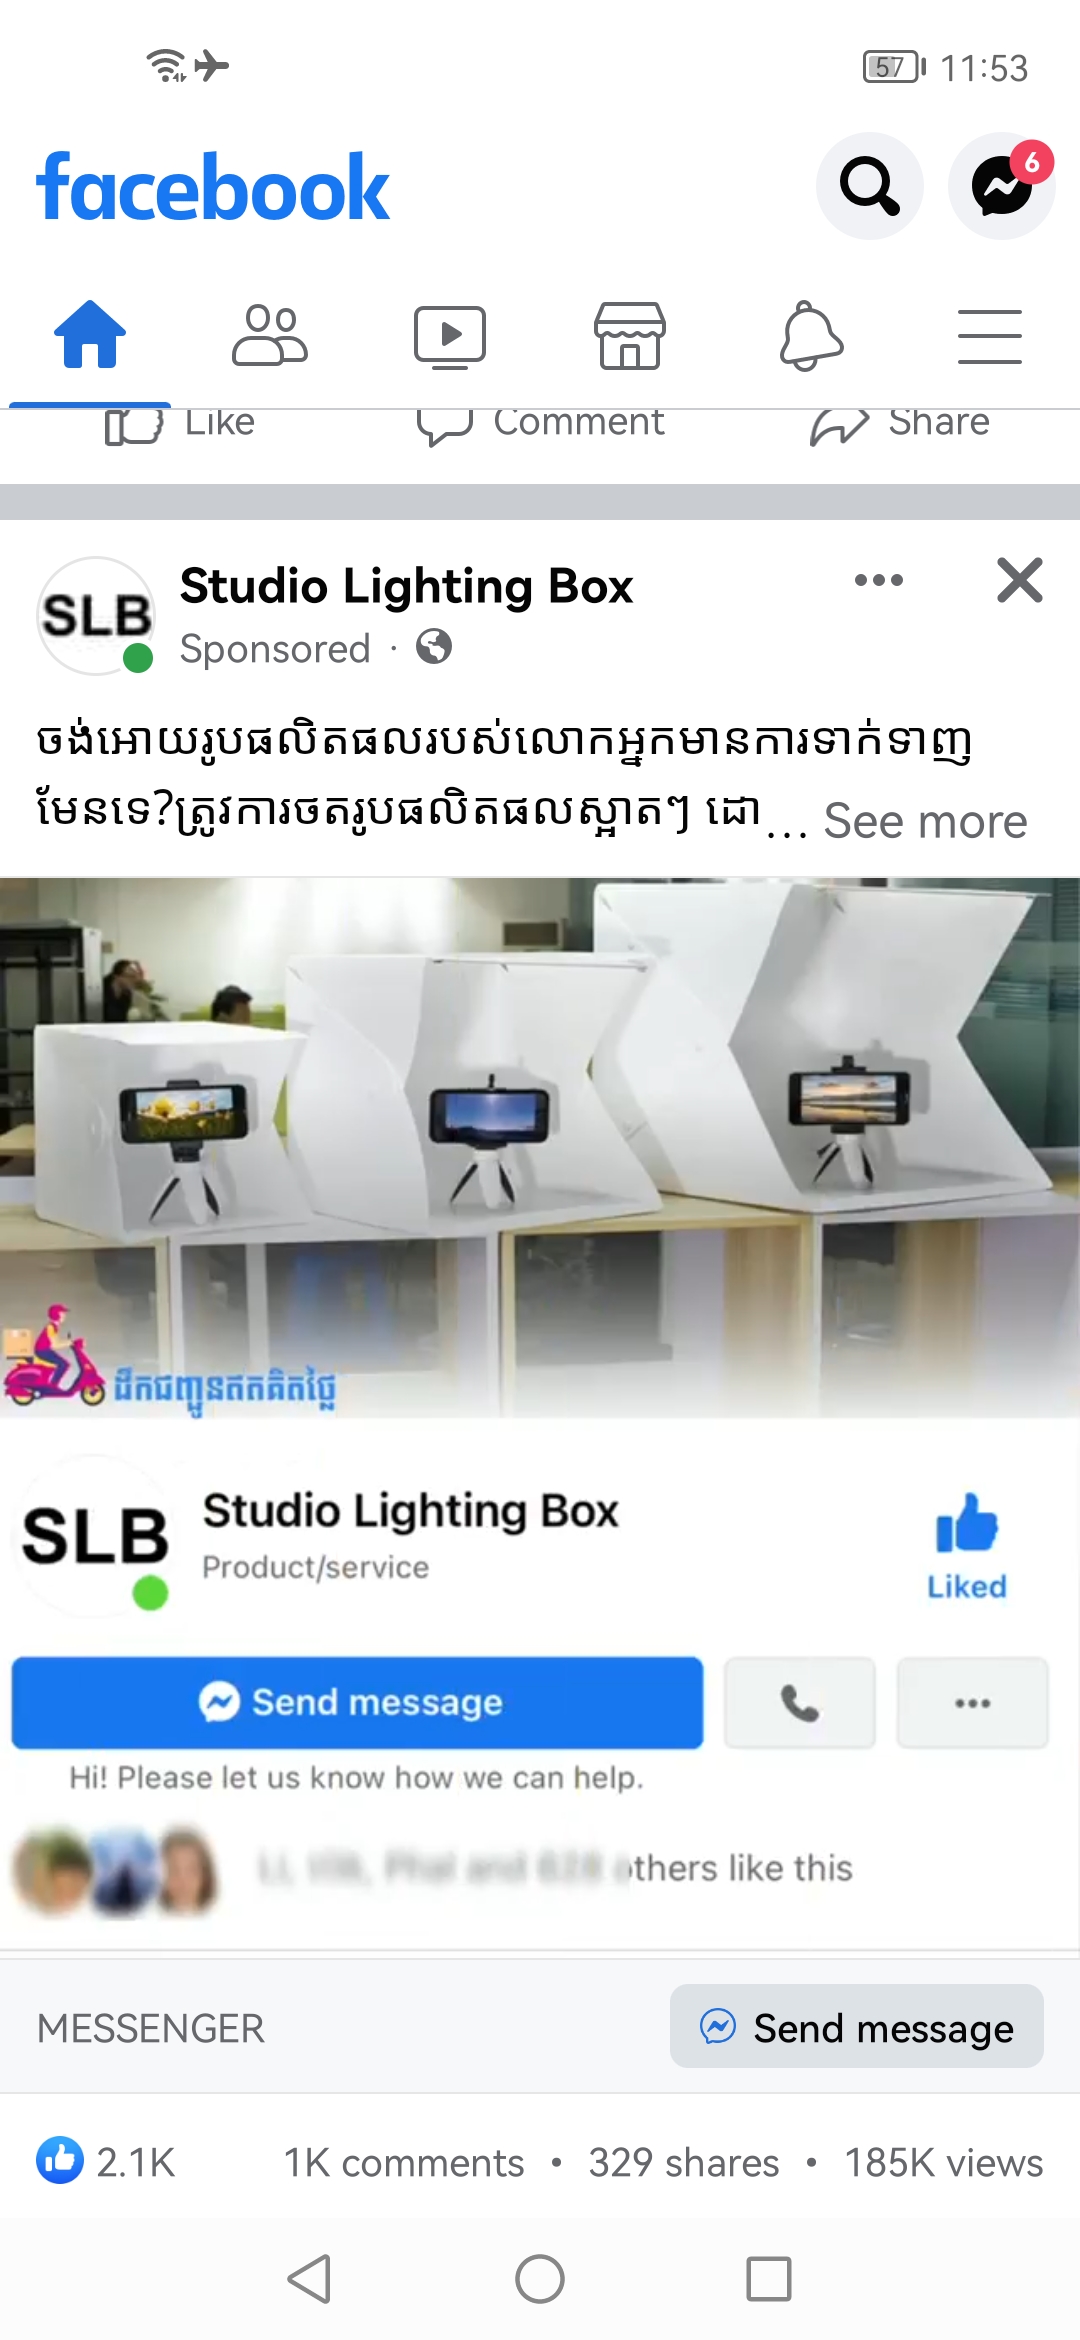 57 11:53
facebook
6
Like Comment Share
SLB
Studio Lighting Box
Sponsored ·
ចង់អោយរូបផលិតផលរបស់លោកអ្នកមានការទាក់ទាញ
មែនទេ?ត្រូវការថតរូបផលិតផលស្អាតៗ ដោ... See more
ដឹកជញ្ជូនឥតគិតថ្លៃ
SLB
Studio Lighting Box
Product/service
Liked
Send message
Hi! Please let us know how we can help.
others like this
MESSENGER
Send message
2.1K 1K comments • 329 shares • 185K views